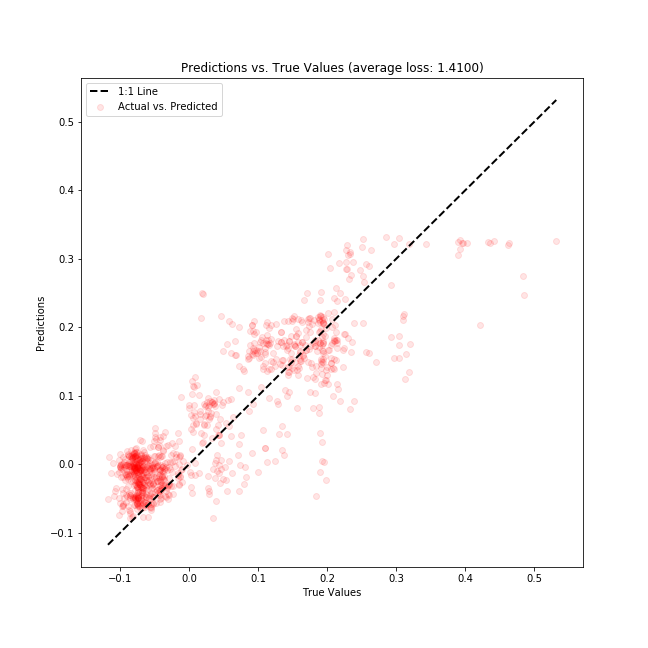 Predictions vs. True Values (average loss: 1.4100)
1:1 Line
Actual vs. Predicted
0.5
0.4
0.3
0.2
0.1
0.0
−0.1
Predictions
−0.1 0.0 0.1 0.2 0.3 0.4 0.5
True Values